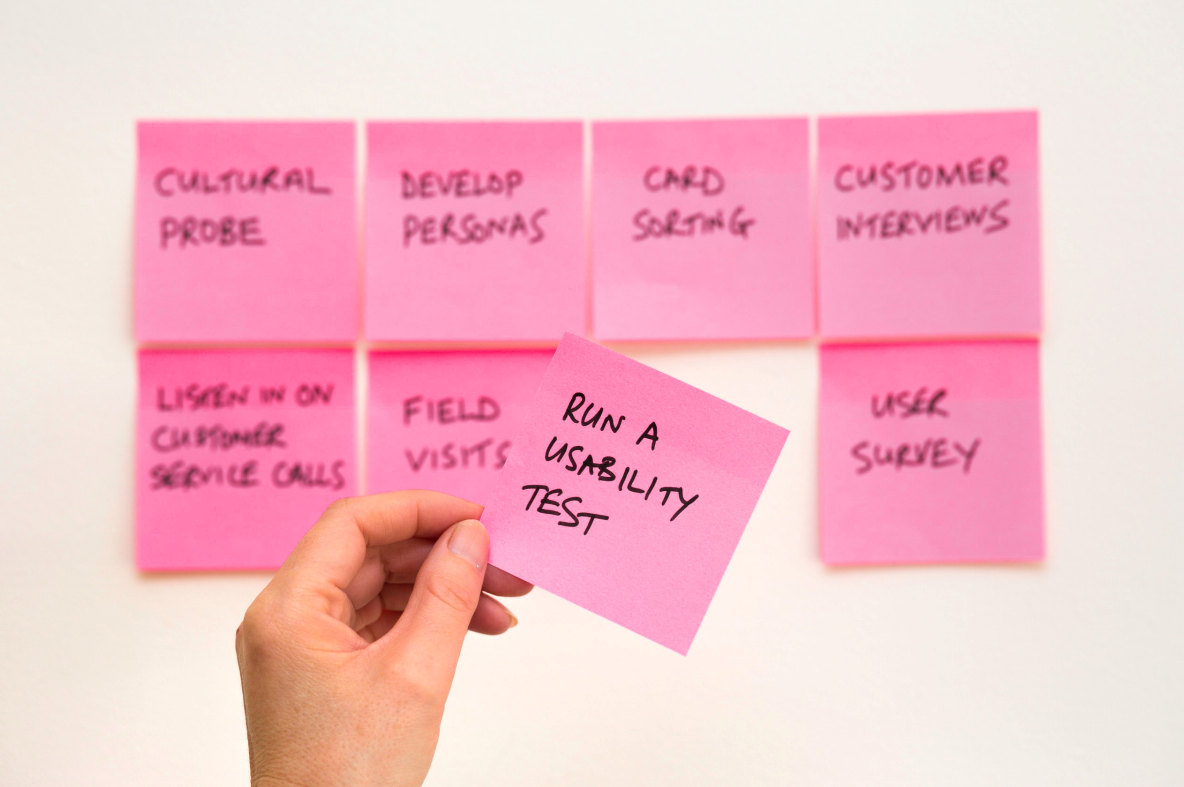 CULTURAL
PROBE
DEVELOP
PERSONAS
CARD
SORTING
CUSTOMER
INTERVIEWS
LISTEN IN ON
CUSTOMER
SERVICE CALLS
FIELD
VISITS
RUN A
USABILITY
TEST
USER
SURVEY